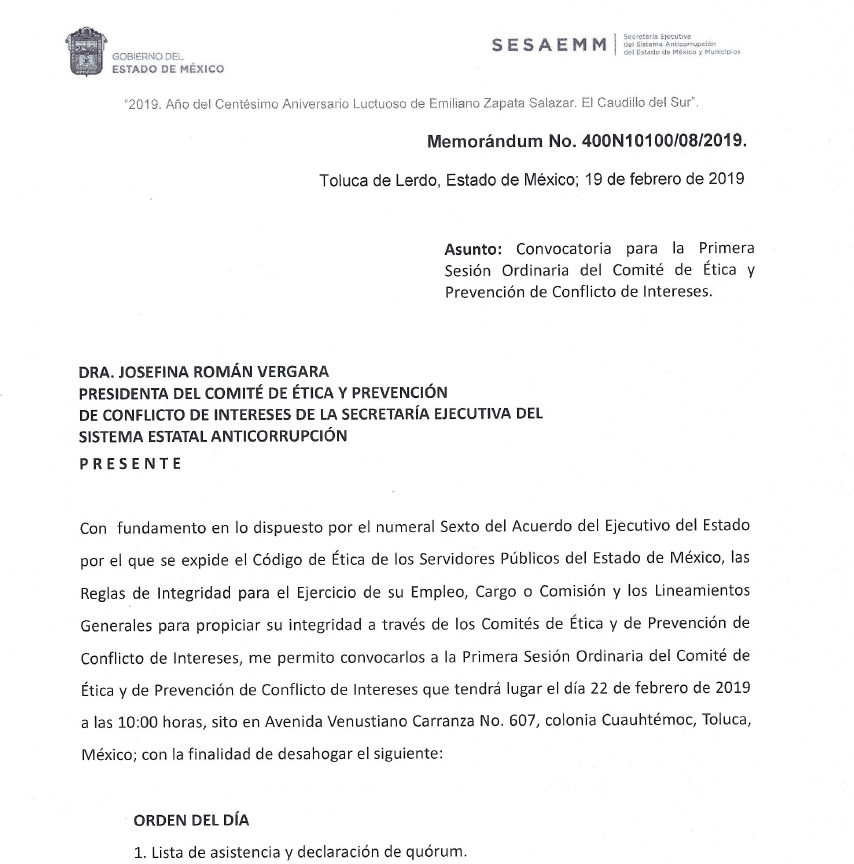 GOBIERNO DEL
ESTADO DE MÉXICO
SESAEMM
Secretaría Ejecutiva
del Sistema Anticorrupción
del Estado de México y Municipios
"2019. Año del Centésimo Aniversario Luctuoso de Emiliano Zapata Salazar. El Caudillo del Sur".
Memorándum No. 400N10100/08/2019.
Toluca de Lerdo, Estado de México; 19 de febrero de 2019
Asunto: Convocatoria para la Primera
Sesión Ordinaria del Comité de Ética y
Prevención de Conflicto de Intereses.
DRA. JOSEFINA ROMÁN VERGARA
PRESIDENTA DEL COMITÉ DE ÉTICA Y PREVENCIÓN
DE CONFLICTO DE INTERESES DE LA SECRETARÍA EJECUTIVA DEL
SISTEMA ESTATAL ANTICORRUPCIÓN
P R E S E N T E
Con fundamento en lo dispuesto por el numeral Sexto del Acuerdo del Ejecutivo del Estado
por el que se expide el Código de Ética de los Servidores Públicos del Estado de México, las
Reglas de Integridad para el Ejercicio de su Empleo, Cargo o Comisión y los Lineamientos
Generales para propiciar su integridad a través de los Comités de Ética y de Prevención de
Conflicto de Intereses, me permito convocarlos a la Primera Sesión Ordinaria del Comité de
Ética y de Prevención de Conflicto de Intereses que tendrá lugar el día 22 de febrero de 2019
a las 10:00 horas, sito en Avenida Venustiano Carranza No. 607, colonia Cuauhtémoc, Toluca,
México; con la finalidad de desahogar el siguiente:
ORDEN DEL DÍA
1. Lista de asistencia y declaración de quórum.